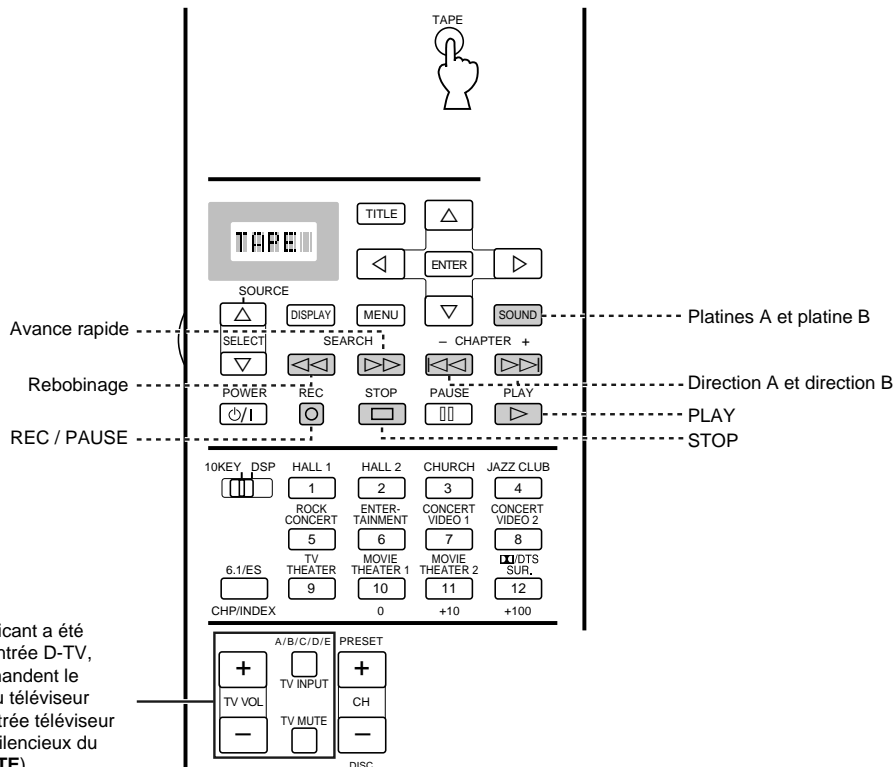 TAPE
TAPE
TITLE
ENTER
SOURCE
DISPLAY MENU SOUND
Platines A et platine B
Avance rapide
SELECT SEARCH – CHAPTER +
Rebobinage
Direction A et direction B
POWER REC STOP PAUSE PLAY
PLAY
REC / PAUSE
STOP
10KEY DSP HALL 1 HALL 2 CHURCH JAZZ CLUB
1 2 3 4
ROCK CONCERT ENTER-TAINMENT CONCERT VIDEO 1 CONCERT VIDEO 2
5 6 7 8
6.1/ES TV THEATER MOVIE THEATER 1 MOVIE THEATER 2 /DTS SUR.
9 10 11 12
CHP/INDEX 0 +10 +100
icant a été
ntrée D-TV,
mandent le
u téléviseur
trée téléviseur
ilencieux du
TE)
A/B/C/D/E PRESET
+ TV INPUT +
TV VOL CH
– TV MUTE –
DISC